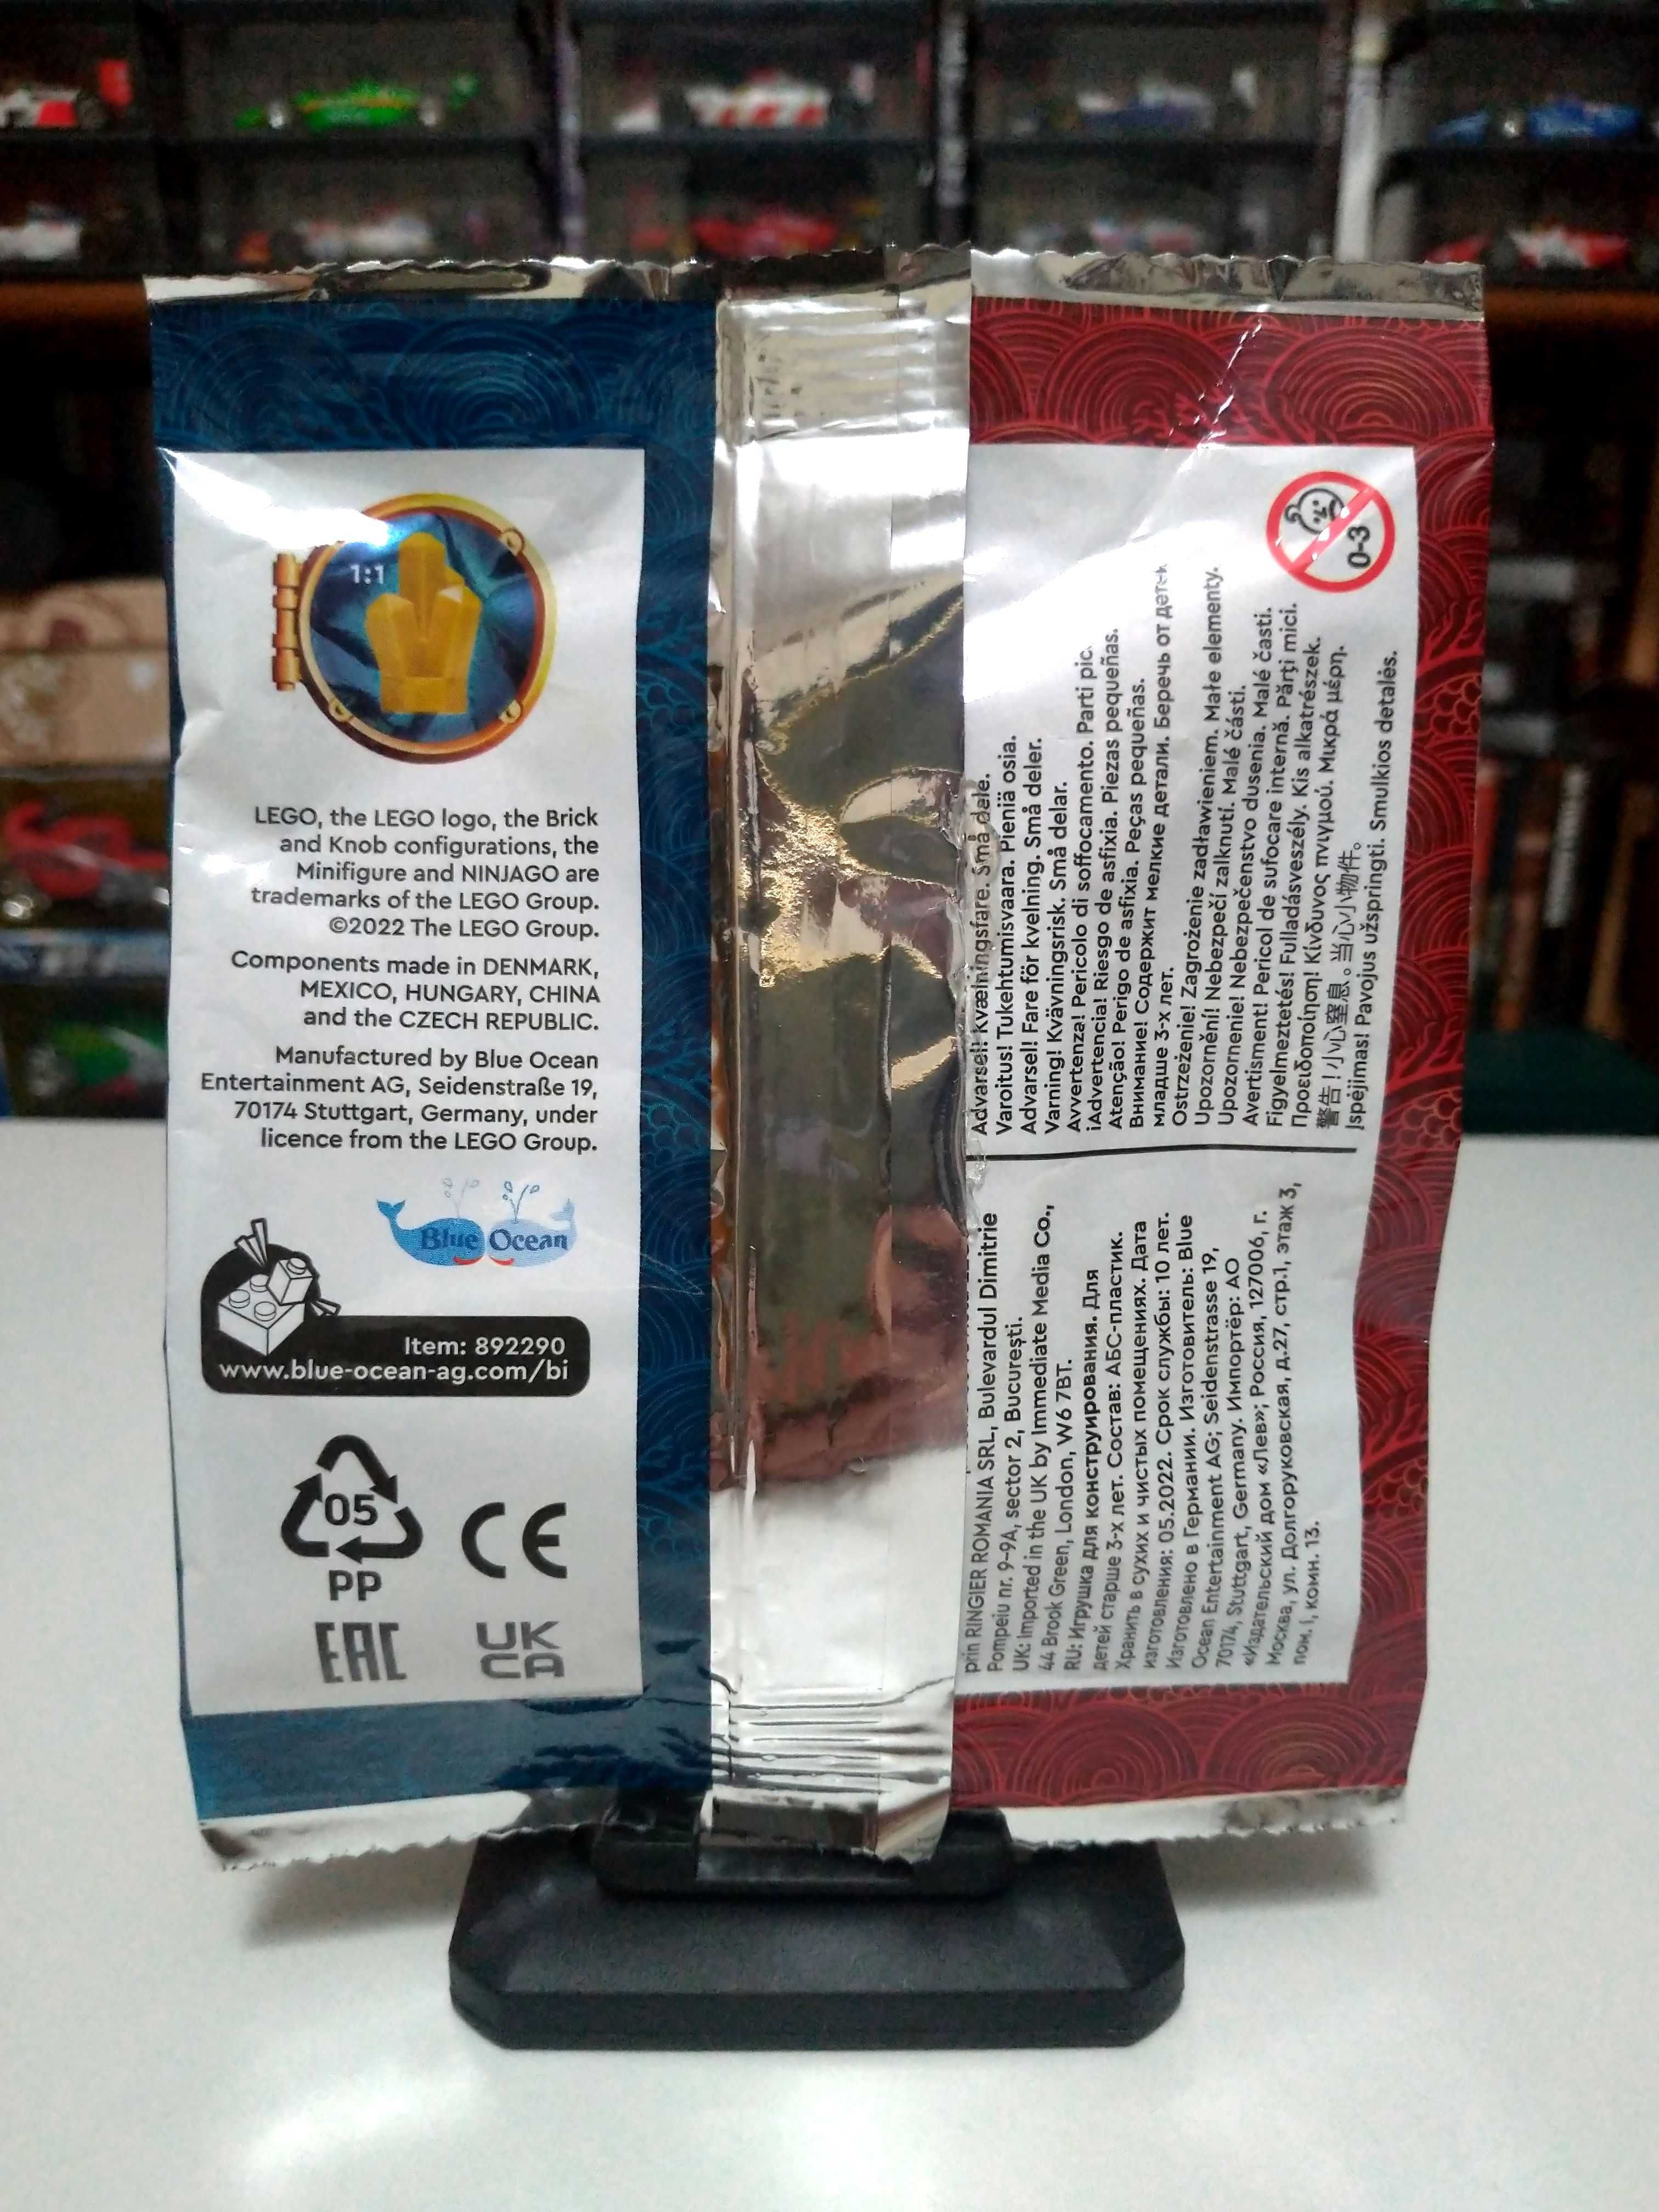 1:1
LEGO, the LEGO logo, the Brick
and Knob configurations, the
Minifigure and NINJAGO are
trademarks of the LEGO Group.
©2022 The LEGO Group.
Components made in DENMARK,
MEXICO, HUNGARY, CHINA
and the CZECH REPUBLIC.
Manufactured by Blue Ocean
Entertainment AG, Seidenstraße 19,
70174 Stuttgart, Germany, under
licence from the LEGO Group.
Blue Ocean
Item: 892290
www.blue-ocean-ag.com/bi
05
PP
CE
EAC
UK
CA
0-3
Advarsel! Kvælningsfare. Små dele.
Varoitus! Tukehtumisvaara. Pieniä osia.
Advarsel! Fare för kvelning. Små deler.
Varning! Kvävningsrisk. Små delar.
Avvertenza! Pericolo di soffocamento. Parti
¡Advertencia! Riesgo de asfixia. Piezas pequeñas.
Atenção! Perigo de asfixia. Peças pequeñas.
Внимание! Содержит мелкие детали. Беречь от
младше 3-х лет.
Ostrzeżenie! Zagrożenie zadławieniem. Małe elementy.
Upozornění! Nebezpečí zalknutí. Malé části.
Upozornenie! Nebezpečenstvo dusenia. Malé časti.
Avertisment! Pericol de sufocare internă. Părți mici.
Figyelmeztetés! Fulladásveszély. Kis alkatrészek.
Προειδοποίηση! Κίνδυνος πνιγμού. Μικρά μέρη.
警告！小心窒息。当心小物件。
Įspėjimas! Pavojus užspringti. Smulkios detalės.
prin RINGIER ROMANIA SRL, Bulevardul Dimitrie
Pompeiu nr. 9-9A, sector 2, București.
UK: Imported in the UK by Immediate Media Co.,
44 Brook Green, London, W6 7BT.
RU: Игрушка для конструирования. Для
детей старше 3-х лет. Состав: АБС-пластик.
Хранить в сухих и чистых помещениях. Дата
изготовления: 05.2022. Срок службы: 10 лет.
Изготовлено в Германии. Изготовитель: Blue
Ocean Entertainment AG; Seidenstrasse 19,
70174, Stuttgart, Germany. Импортёр: АО
«Издательский дом «Лев»; Россия, 127006, г.
Москва, ул. Долгоруковская, д.27, стр.1, этаж 3,
пом. I, комн. 13.